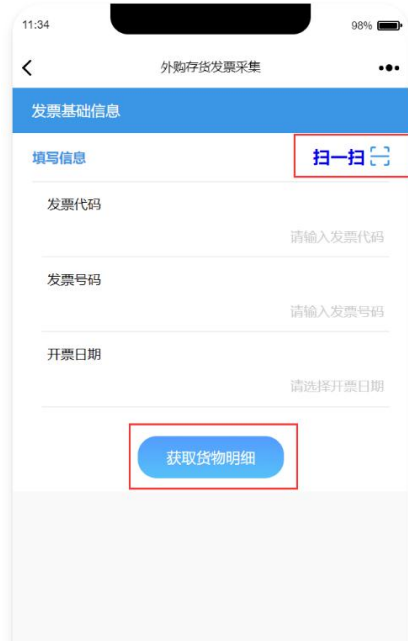 11:34 98%
外购存货发票采集
发票基础信息
填写信息 扫一扫
发票代码
请输入发票代码
发票号码
请输入发票号码
开票日期
请选择开票日期
获取货物明细